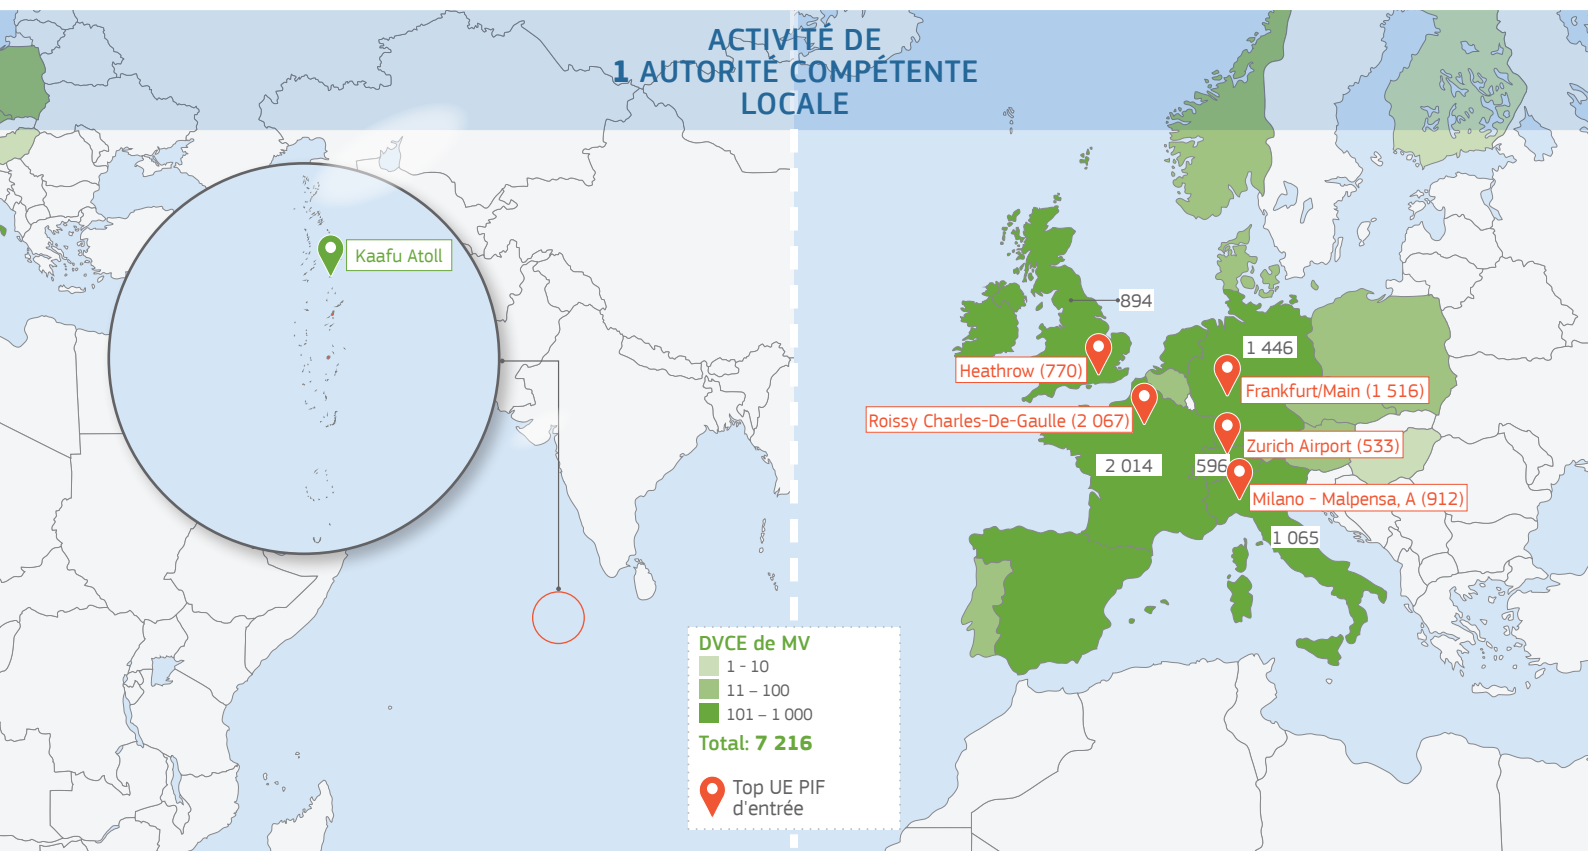 ACTIVITÉ DE
1 AUTORITÉ COMPÉTENTE
LOCALE
Kaafu Atoll
894
1 446
Heathrow (770)
Frankfurt/Main (1 516)
Roissy Charles-De-Gaulle (2 067)
Zurich Airport (533)
2 014
596
Milano - Malpensa, A (912)
1 065
DVCE de MV
1 - 10
11 – 100
101 – 1 000
Total: 7 216
Top UE PIF
d'entrée